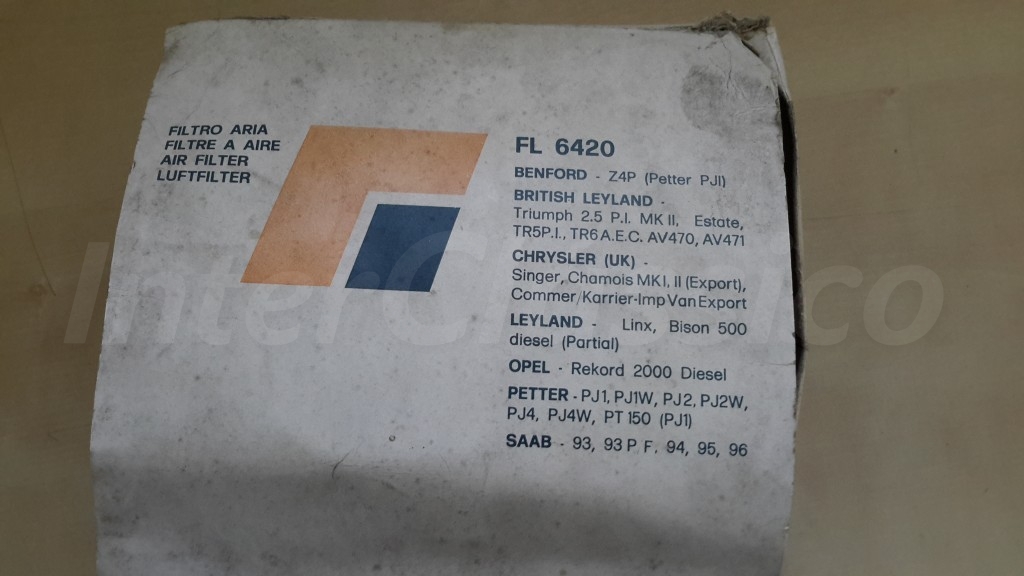 FILTRO ARIA
FILTRE A AIRE
AIR FILTER
LUFTFILTER
FL 6420
BENFORD - Z4P (Petter PJI)
BRITISH LEYLAND -
Triumph 2.5 P.I. MK II, Estate,
TR5P.I., TR6 A.E.C. AV470, AV471
CHRYSLER (UK) -
Singer, Chamois MK I, II (Export),
Commer/Karrier-Imp Van Export
LEYLAND - Linx, Bison 500
diesel (Partial)
OPEL - Rekord 2000 Diesel
PETTER - PJ1, PJ1W, PJ2, PJ2W,
PJ4, PJ4W, PT 150 (PJ1)
SAAB - 93, 93 P F. 94, 95, 96
InterClassico